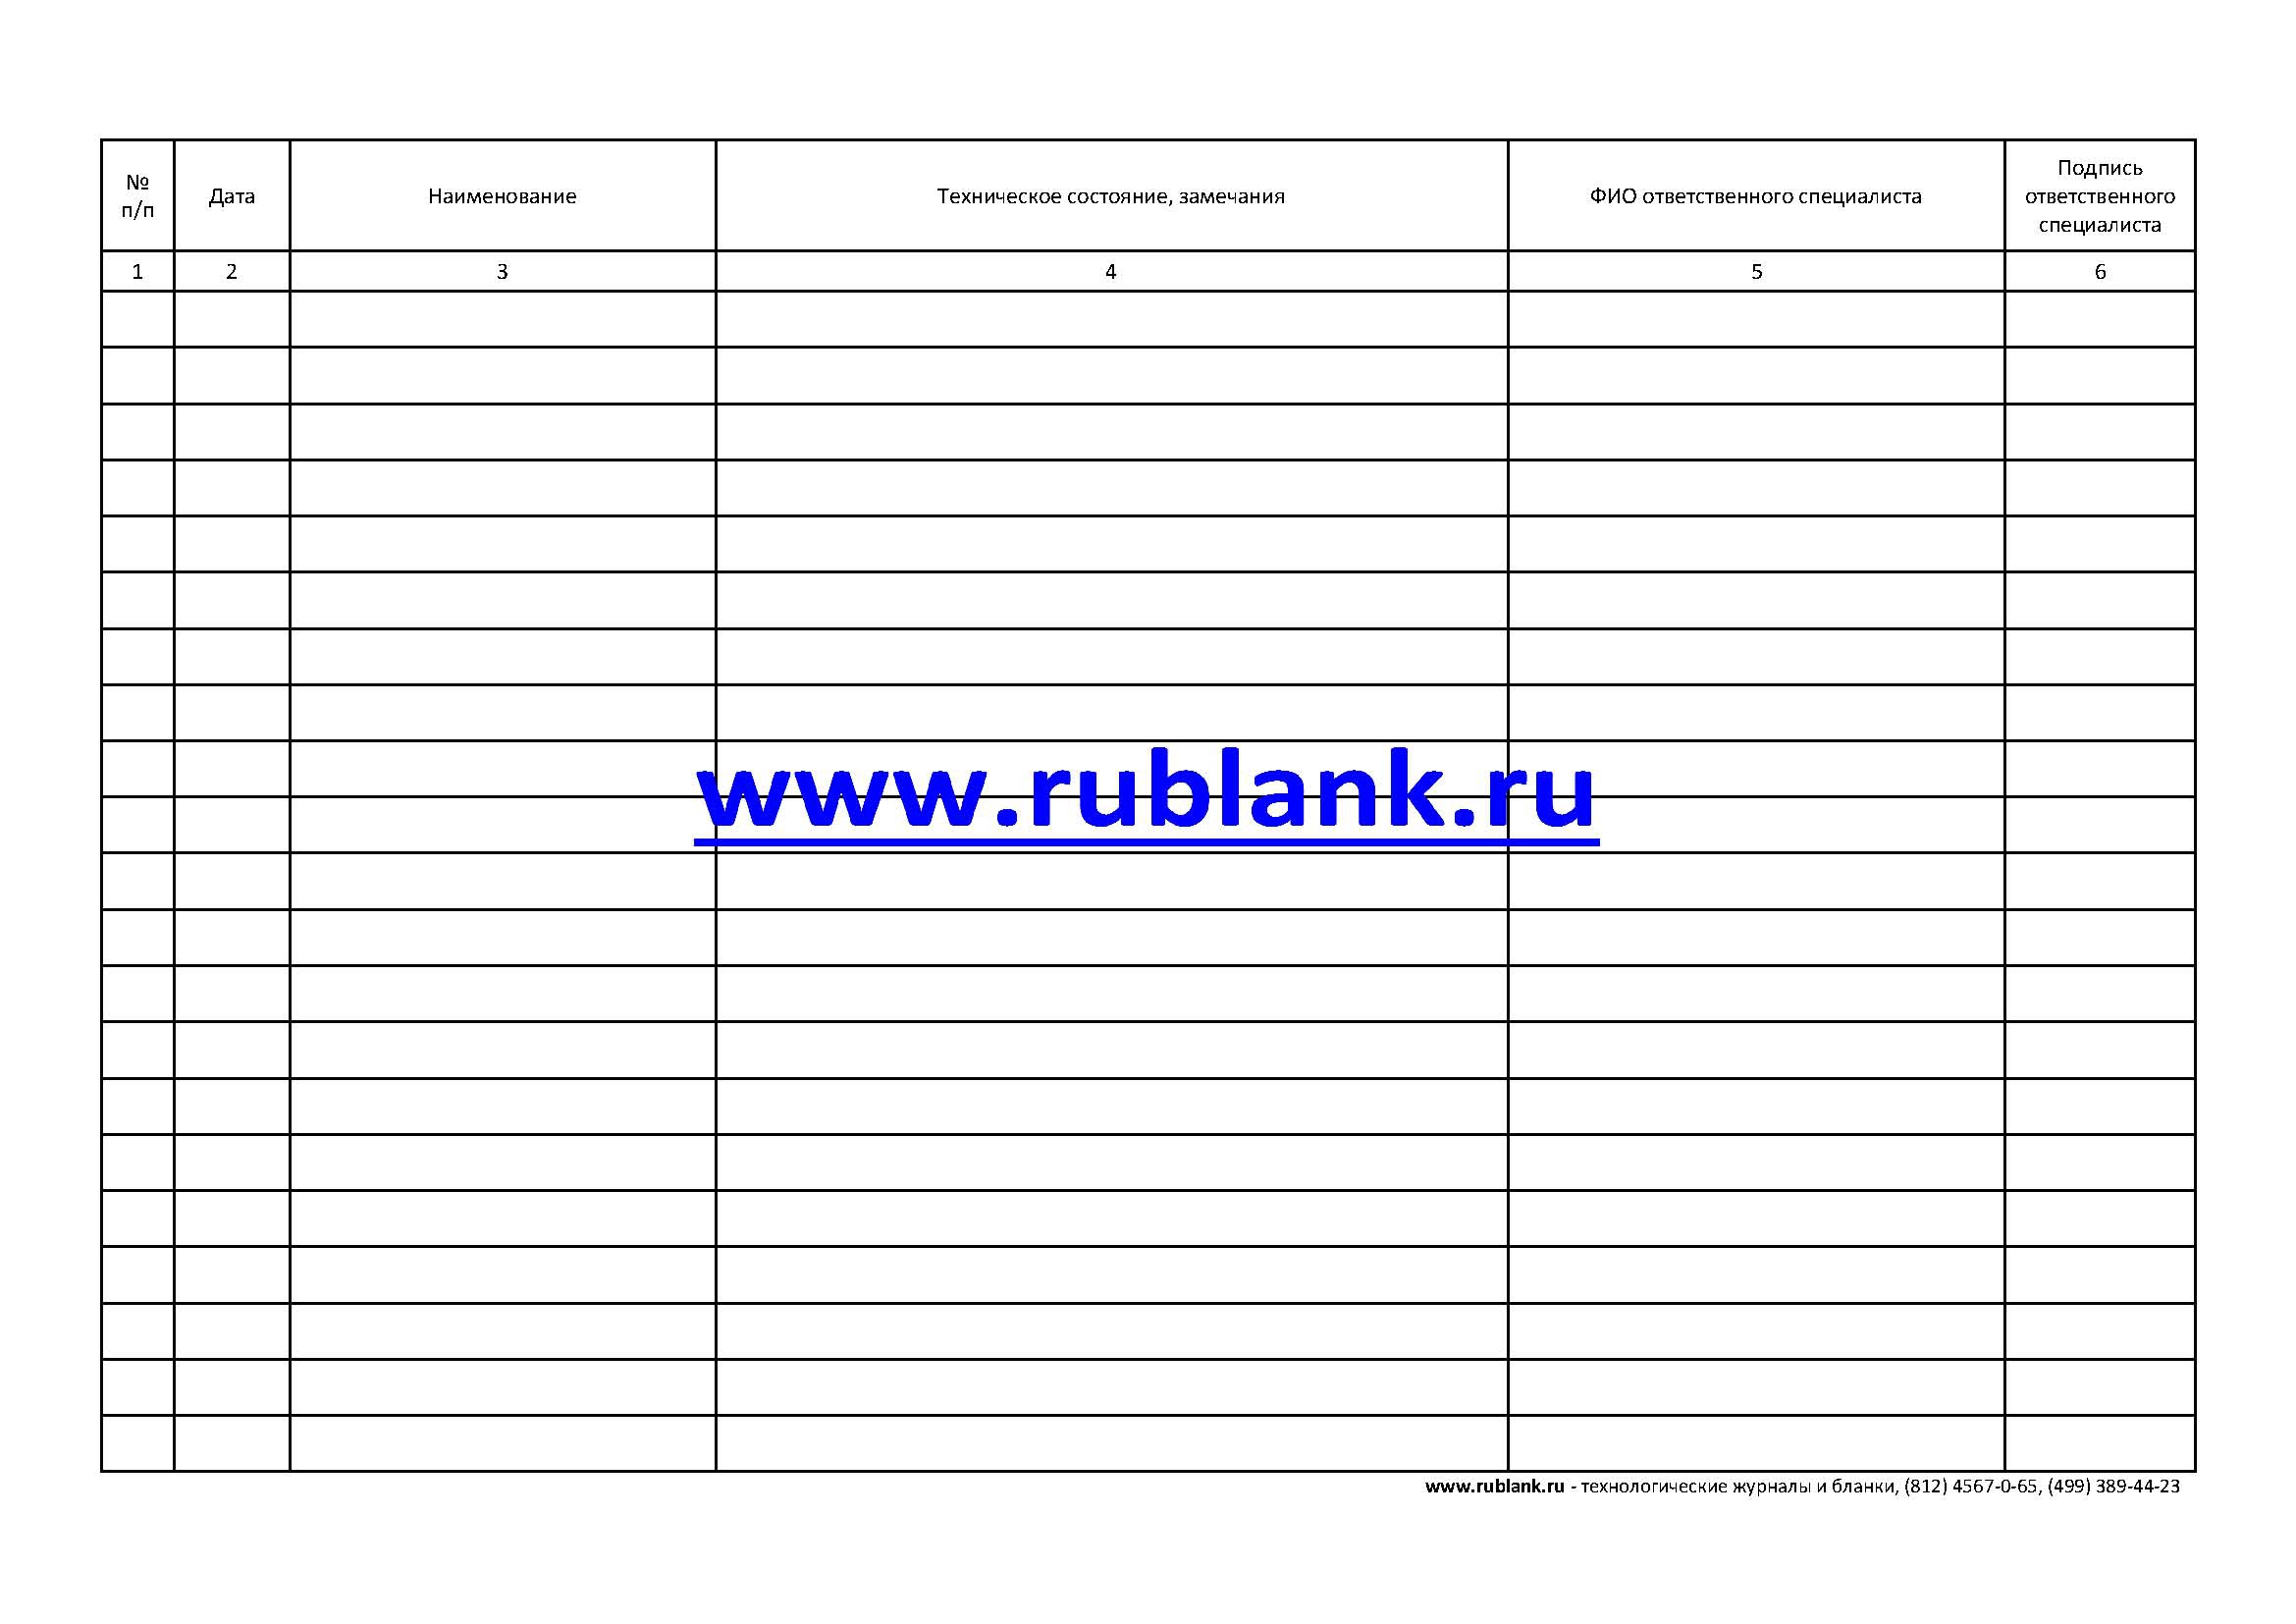 №
п/п
Дата
Наименование
Техническое состояние, замечания
ФИО ответственного специалиста
Подпись
ответственного
специалиста
1 2 3 4 5 6
www.rublank.ru
www.rublank.ru - технологические журналы и бланки, (812) 4567-0-65, (499) 389-44-23